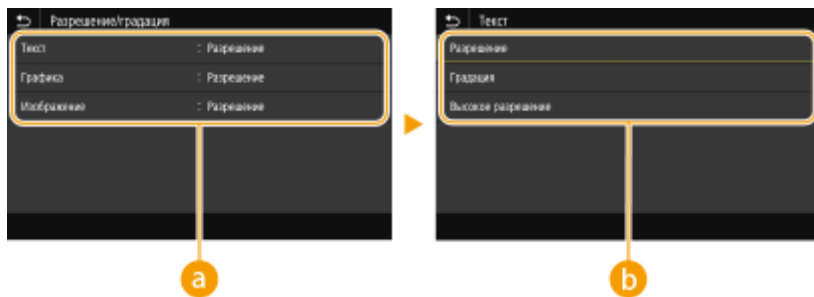 Разрешение/градация
Текст : Разрешение
Графика : Разрешение
Изображение : Разрешение
a
Текст
Разрешение
Градация
Высокое разрешение
b